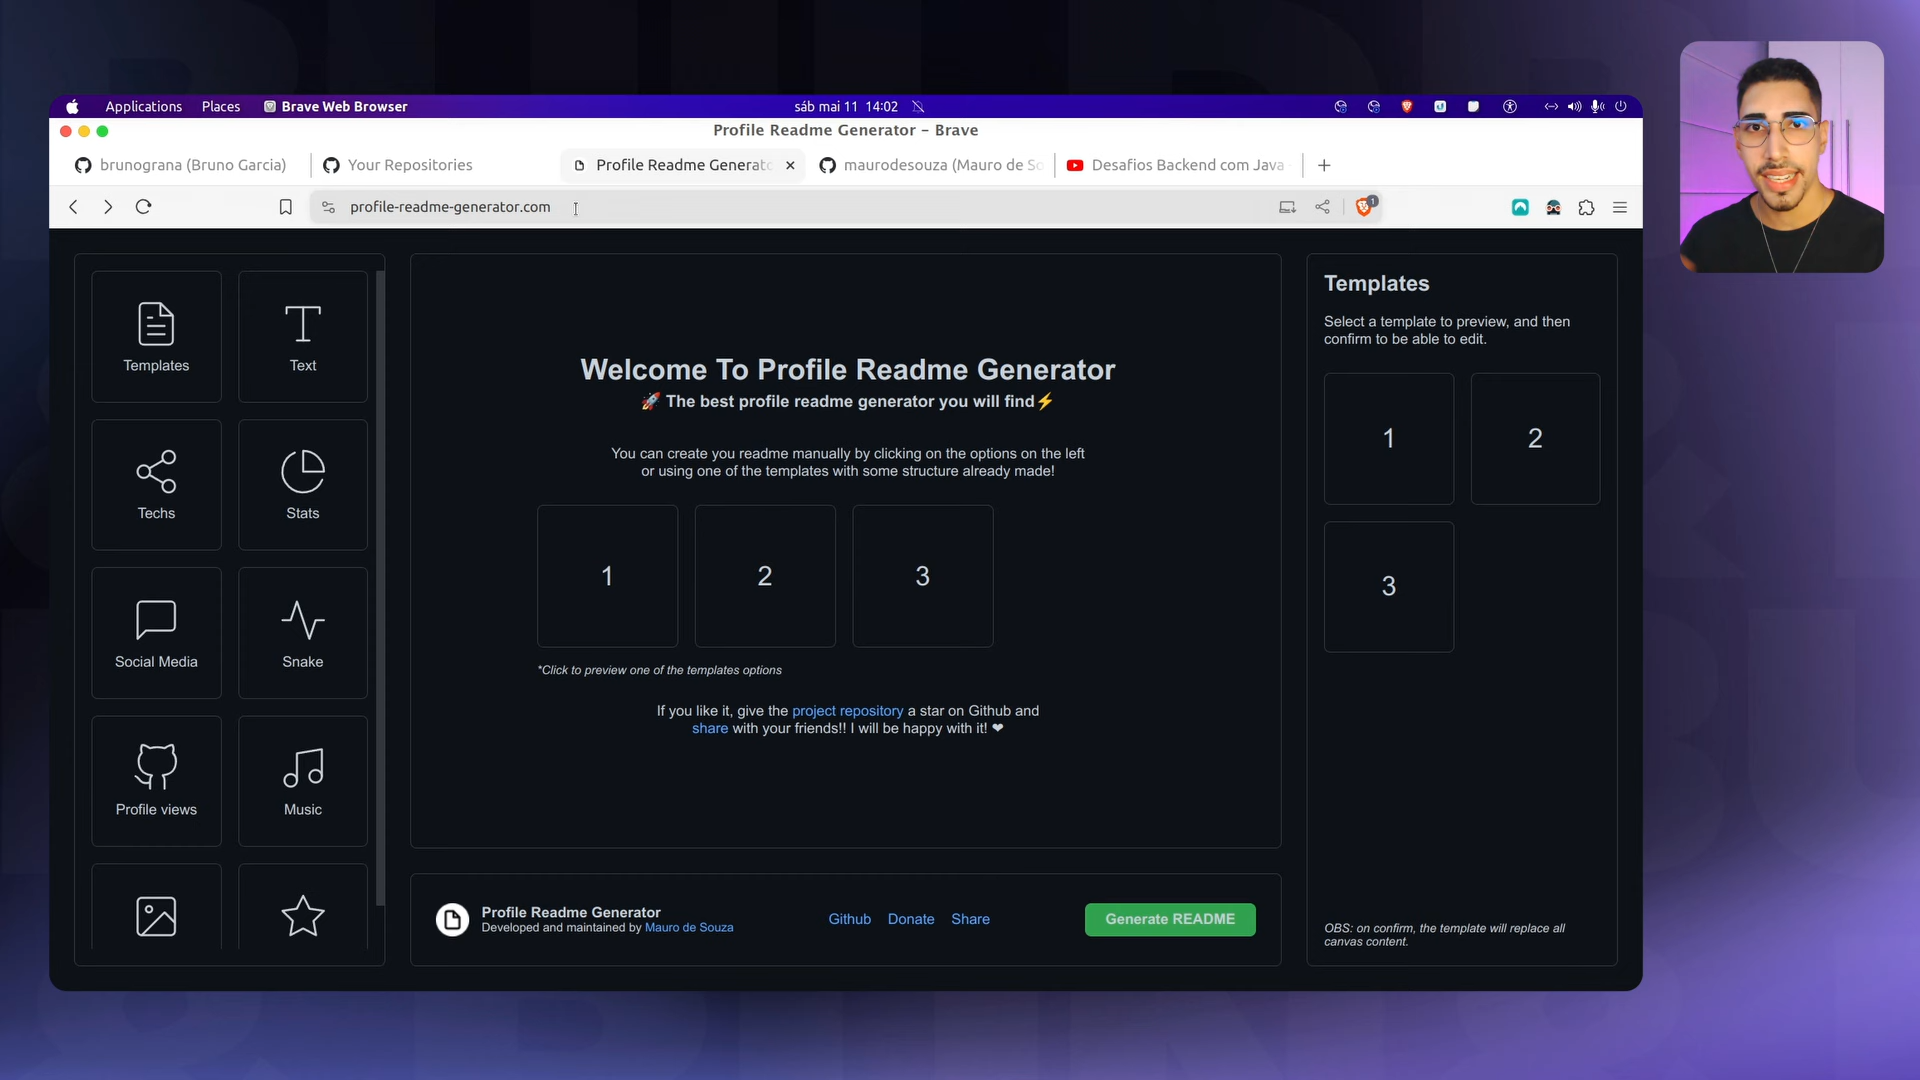 Applications Places Brave Web Browser sáb mai 11 14:02
Profile Readme Generator – Brave
brunograna (Bruno Garcia) Your Repositories Profile Readme Generato maurodesouza (Mauro de So Desafios Backend com Java
profile-readme-generator.com 1
Templates
Text
Techs
Stats
Social Media
Snake
Profile views
Music
Welcome To Profile Readme Generator
🚀 The best profile readme generator you will find⚡
You can create you readme manually by clicking on the options on the left
or using one of the templates with some structure already made!
1 2 3
*Click to preview one of the templates options
If you like it, give the project repository a star on Github and
share with your friends!! I will be happy with it! ❤
Profile Readme Generator
Developed and maintained by Mauro de Souza
Github Donate Share
Generate README
Templates
Select a template to preview, and then
confirm to be able to edit.
1 2
3
OBS: on confirm, the template will replace all
canvas content.